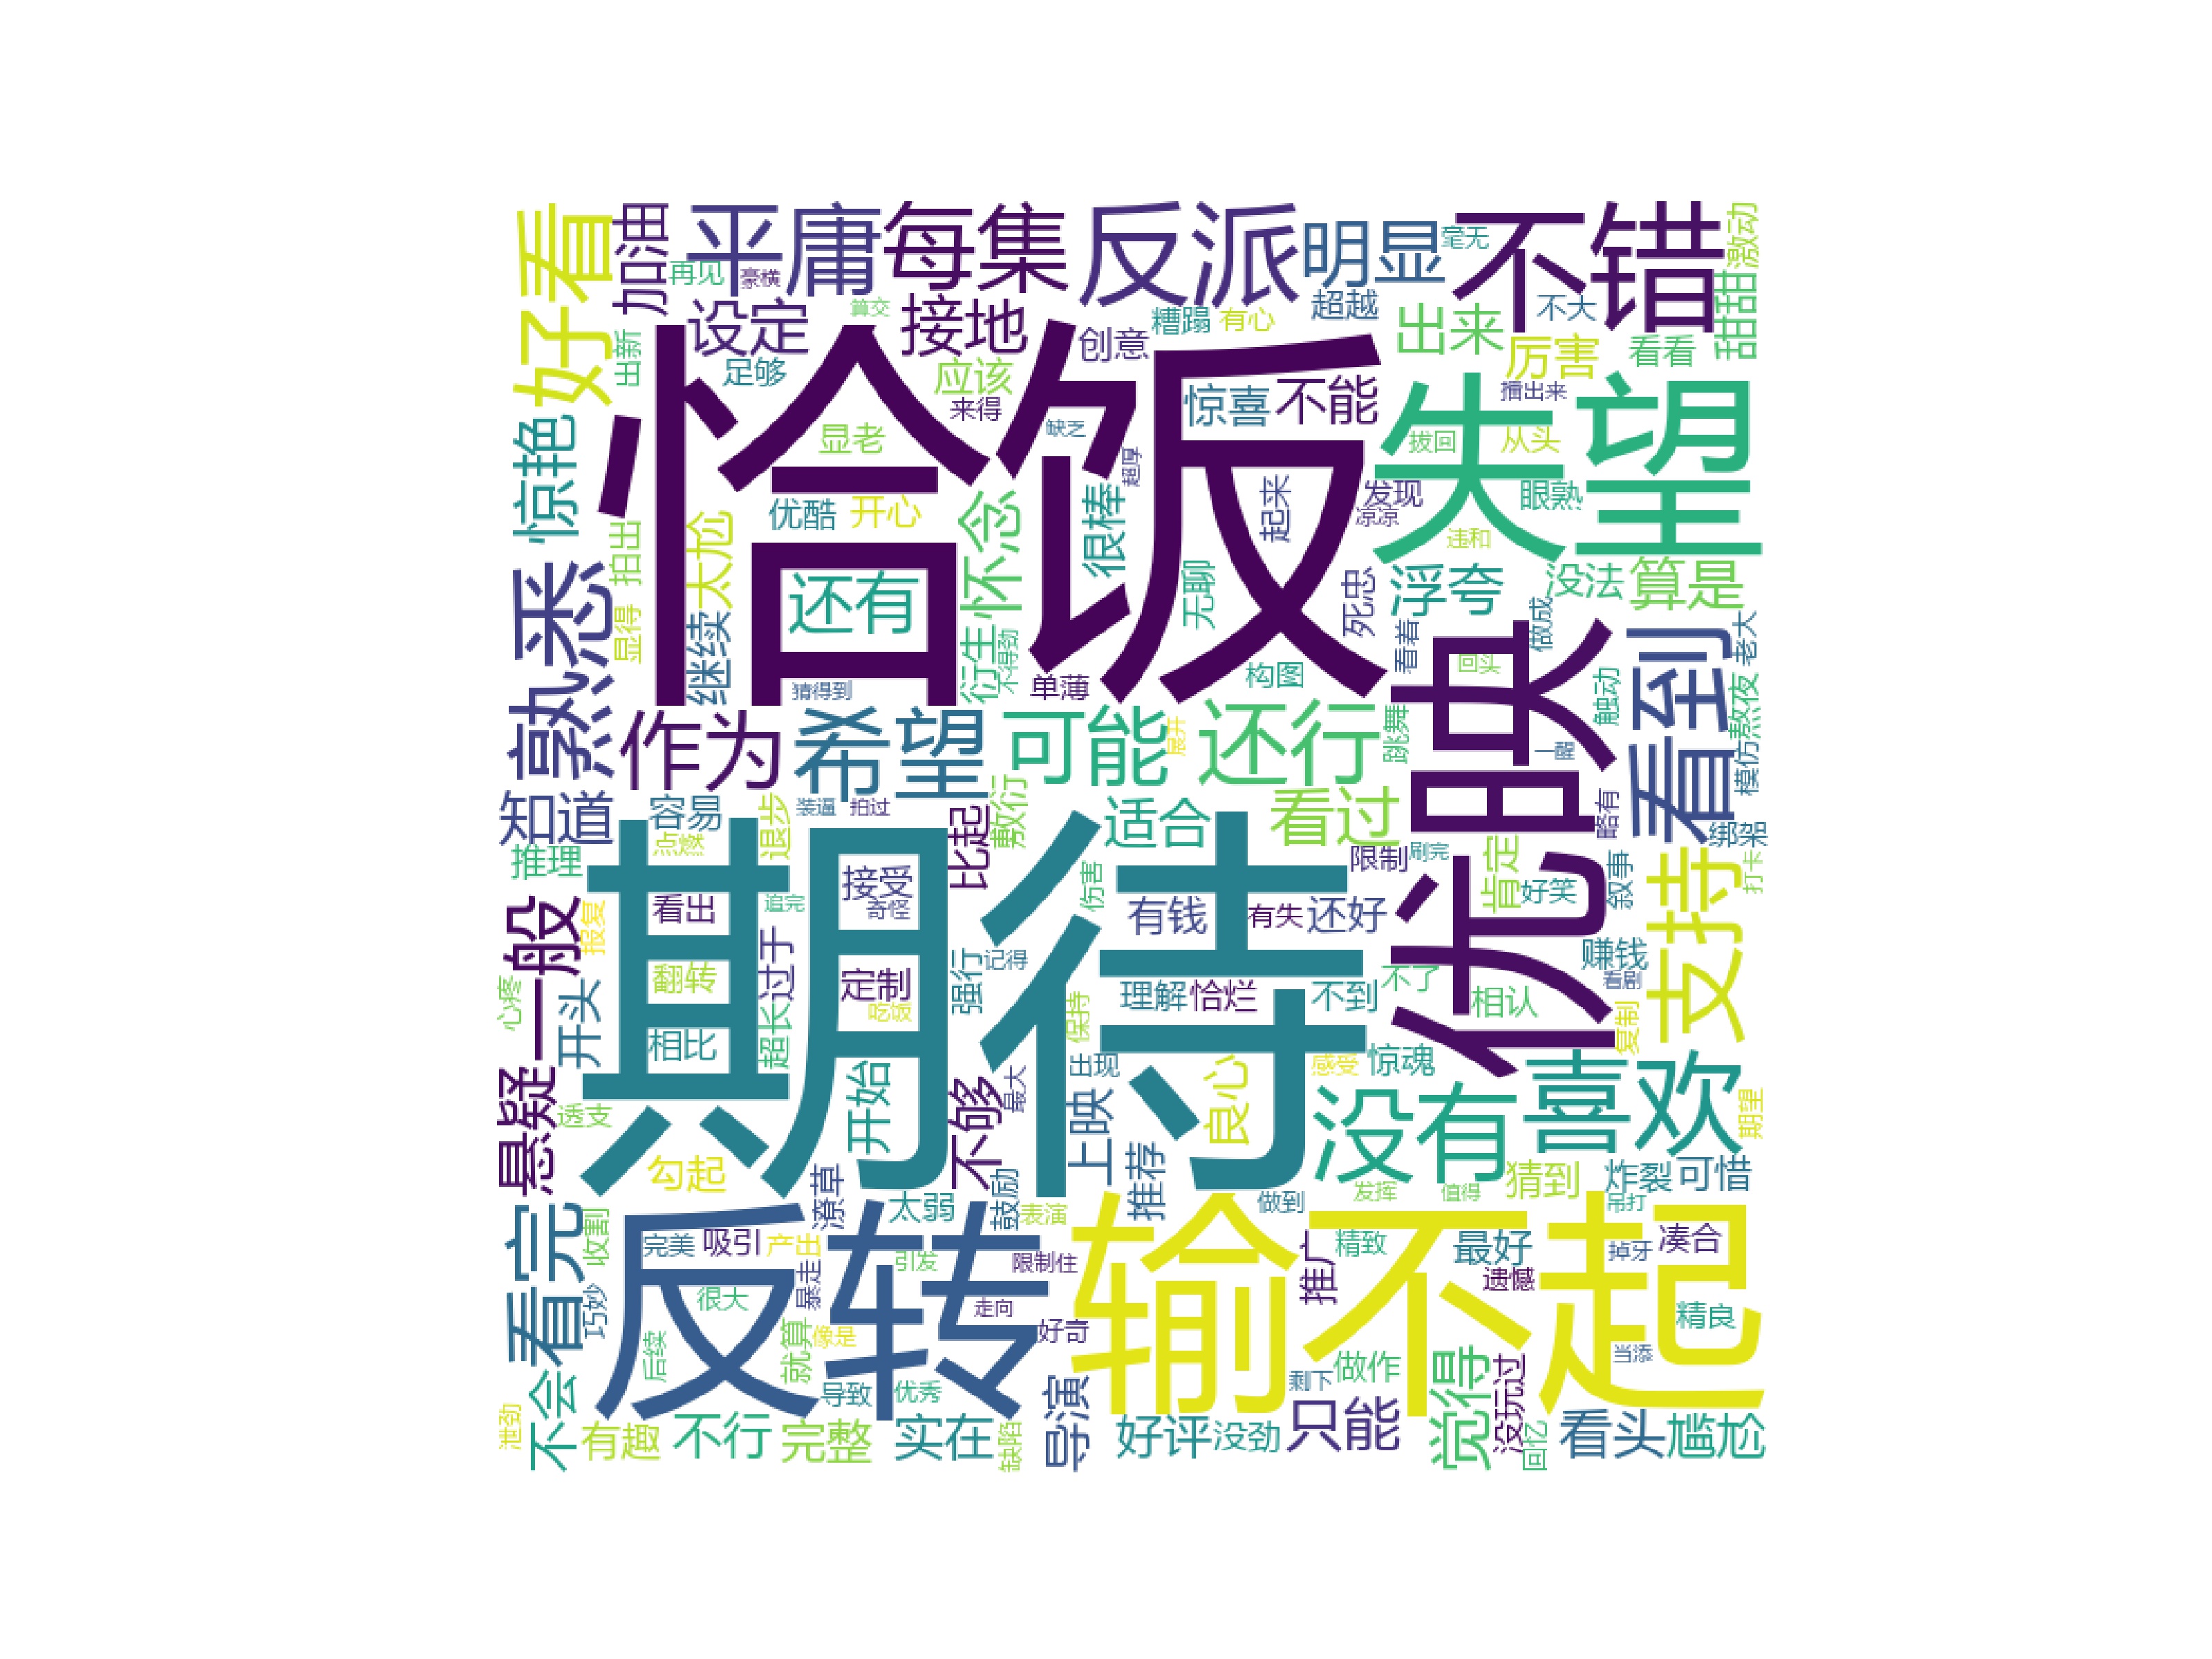 好看
加油
平庸
每集
反派
明显
毫无
不错
激动
再见
豪横
设定
算交
接地
创意
糟蹋
有心
超越
出来
不大
厉害
看看
甜甜
出新
足够
应该
来得
恰饭
惊喜
不能
失望
擂出来
惊艳
显老
缺乏
超厚
拔回
从头
优酷
开心
怀念
很棒
起来
发现
凉凉
眼熟
违和
拍出
太尬
还有
无聊
死忠
浮夸
没法
算是
熟悉
显得
继续
衍生
不得劲
单薄
构图
看着
回来
做成
优映
看到
老大
猜得到
触动
熬夜
作为
希望
可能
展开
还行
跳舞
一醒
模仿
知道
容易
退步
装逼
拍过
比起
敷衍
适合
看过
略有
绑架
推理
点燃
期待
限制
刷完
肯定
好笑
叙事
支持
打卡
一般
报复
看出
追完
接受
奇怪
伤害
有钱
有失
还好
心疼
开头
翻转
过于
定制
吃饭
强行
记得
理解
恰烂
不到
不了
相认
赚钱
看剧
复制
相比
超长
保持
悬疑
透支
开始
不够
最大
出现
上映
良心
感受
惊魂
没有
喜欢
期望
看完
勾起
潦草
太弱
鼓励
表演
推荐
做到
发挥
值得
猜到
炸裂
可惜
吊打
收割
完美
吸引
产出
反转
引发
限制住
输不起
推广
精致
最好
遗憾
掉牙
凑合
巧妙
很大
暴走
走向
好奇
精良
后续
就算
像是
导致
优秀
导演
剩下
做作
觉得
没玩过
当添
泄劲
不会
有趣
不行
完整
实在
缺陷
好评
没劲
只能
回忆
看头
尴尬